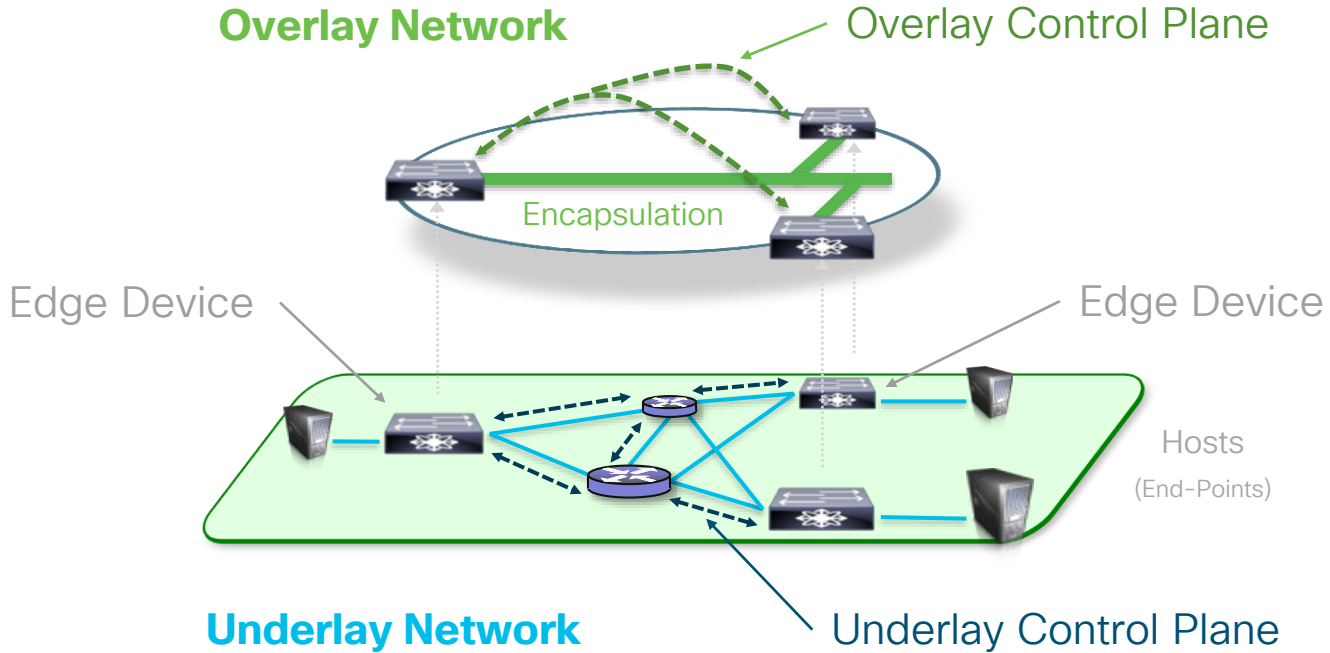 Overlay Network
Overlay Control Plane
Encapsulation
Edge Device
Edge Device
Hosts
(End-Points)
Underlay Network
Underlay Control Plane